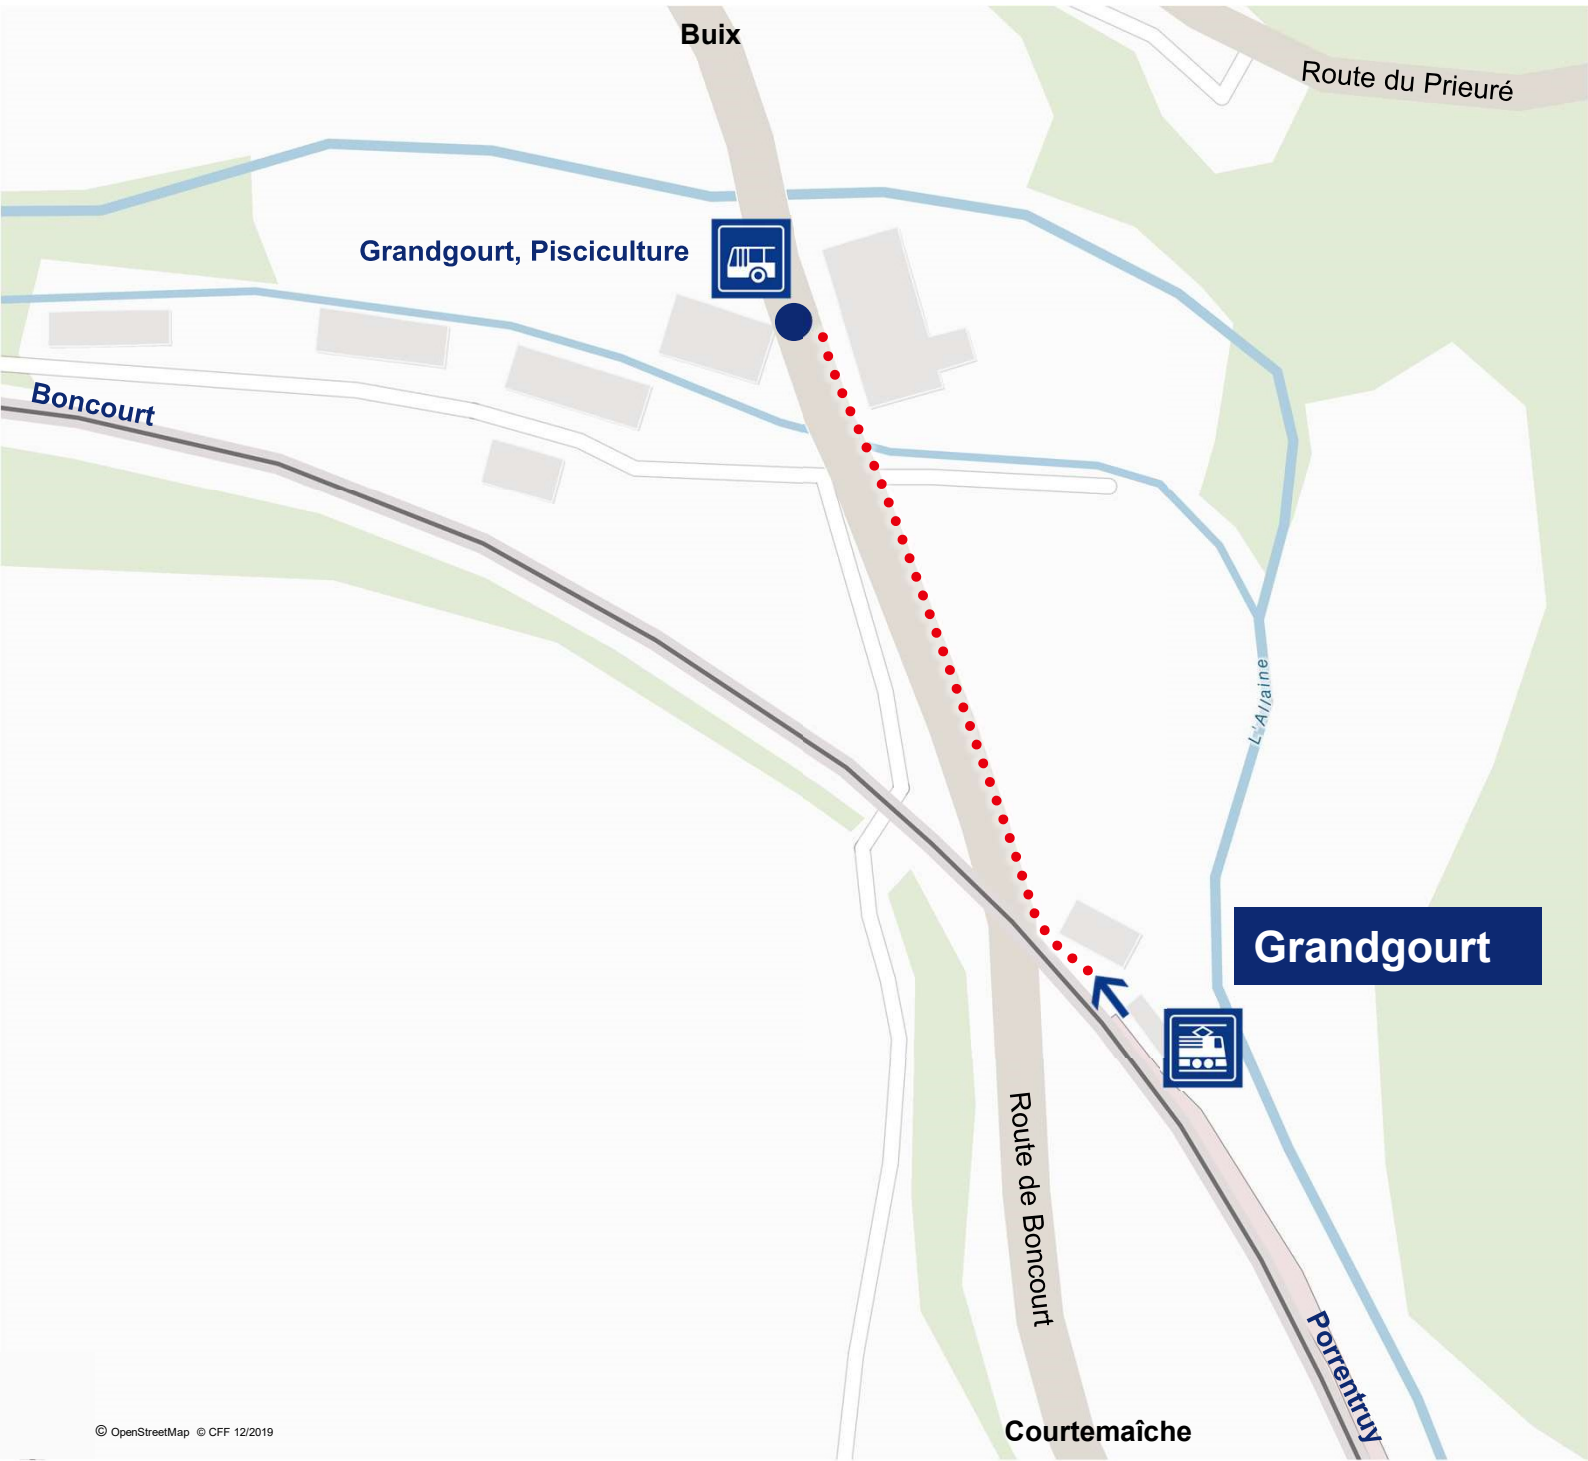 Buix
Route du Prieuré
Grandgourt, Pisciculture
Boncourt
L'Allaine
Grandgourt
Route de Boncourt
Porrentruy
Courtemaîche
© OpenStreetMap © CFF 12/2019